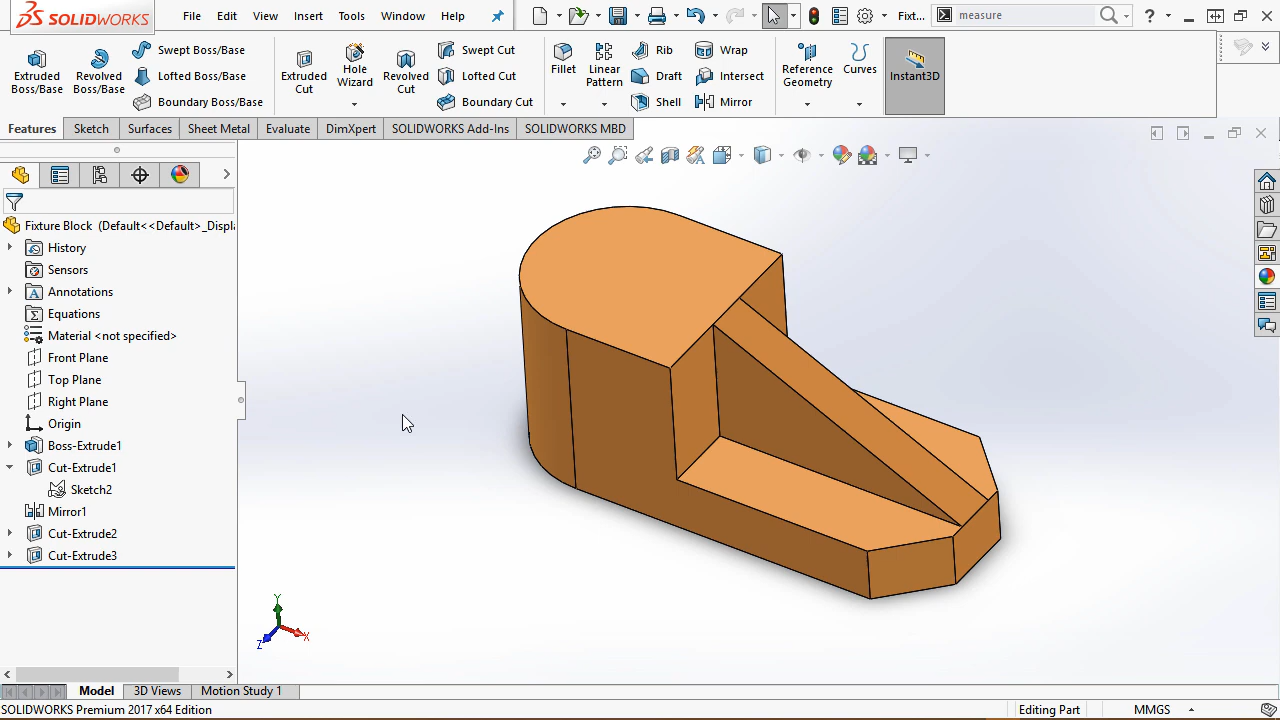 SOLIDWORKS
File Edit View Insert Tools Window Help
Fixt...
measure
?
Extruded Boss/Base
Revolved Boss/Base
Swept Boss/Base
Lofted Boss/Base
Boundary Boss/Base
Extruded Cut
Hole Wizard
Revolved Cut
Swept Cut
Lofted Cut
Boundary Cut
Fillet
Linear Pattern
Rib
Draft
Shell
Wrap
Intersect
Mirror
Reference Geometry
Curves
Instant3D
Features Sketch Surfaces Sheet Metal Evaluate DimXpert SOLIDWORKS Add-Ins SOLIDWORKS MBD
Fixture Block (Default<<Default>_Displ
History
Sensors
Annotations
Equations
Material <not specified>
Front Plane
Top Plane
Right Plane
Origin
Boss-Extrude1
Cut-Extrude1
Sketch2
Mirror1
Cut-Extrude2
Cut-Extrude3
Y
X
Z
Model 3D Views Motion Study 1
SOLIDWORKS Premium 2017 x64 Edition
Editing Part
MMGS